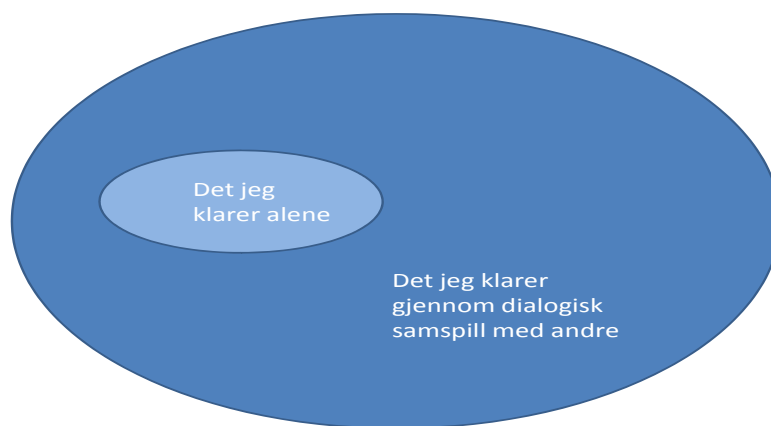 Det jeg
klarer alene
Det jeg klarer
gjennom dialogisk
samspill med andre